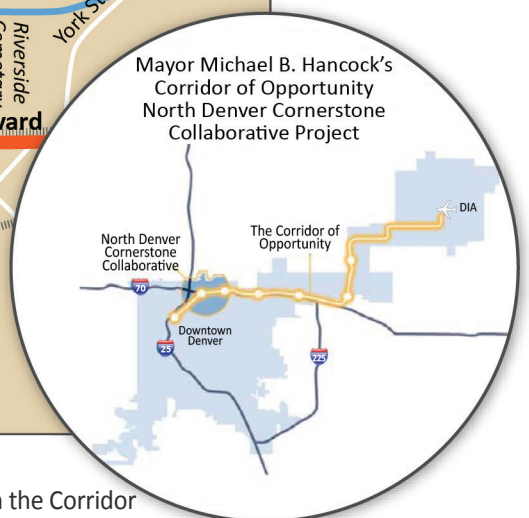 York St
Riverside
Mayor Michael B. Hancock's
Corridor of Opportunity
North Denver Cornerstone
Collaborative Project
DIA
North Denver
Cornerstone
Collaborative
The Corridor of
Opportunity
70
Downtown
Denver
25
225
the Corridor